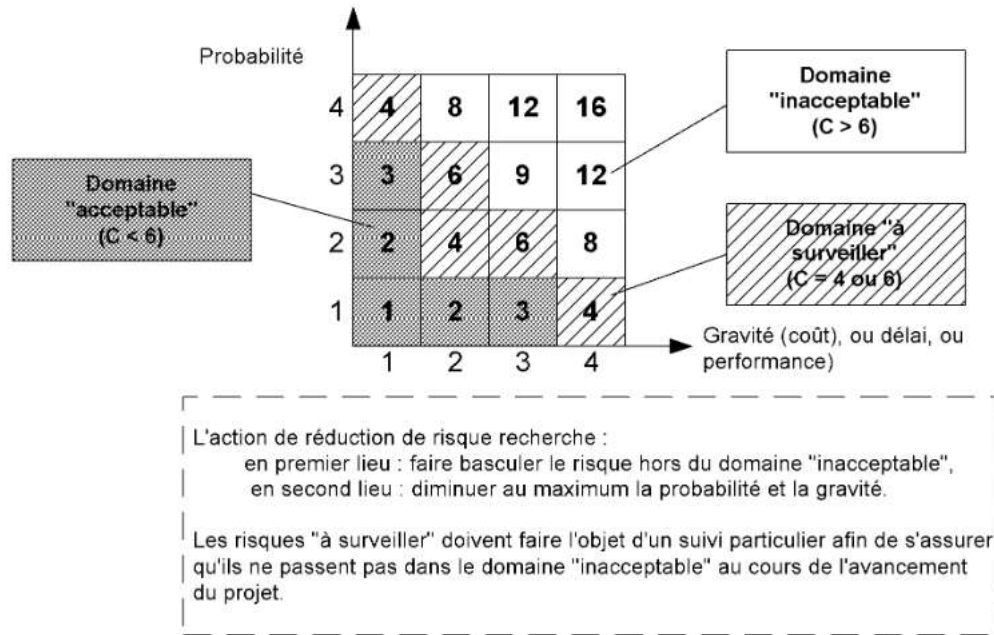 Probabilité
4 4 8 12 16
Domaine
"inacceptable"
(C > 6)
3 3 6 9 12
Domaine
"acceptable"
(C < 6)
2 2 4 6 8
Domaine "à
surveiller"
(C = 4 ou 6)
1 1 2 3 4
1 2 3 4
Gravité (coût), ou délai, ou
performance)
L'action de réduction de risque recherche :
en premier lieu : faire basculer le risque hors du domaine "inacceptable",
en second lieu : diminuer au maximum la probabilité et la gravité.
Les risques "à surveiller" doivent faire l'objet d'un suivi particulier afin de s'assurer
qu'ils ne passent pas dans le domaine "inacceptable" au cours de l'avancement
du projet.